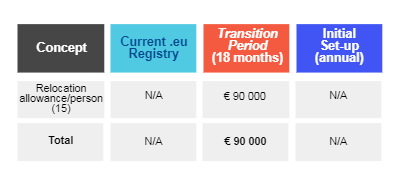 Concept
Current .eu
Registry
Transition
Period
(18 months)
Initial
Set-up
(annual)
Relocation
allowance/person
(15)
N/A
€ 90 000
N/A
Total
N/A
€ 90 000
N/A